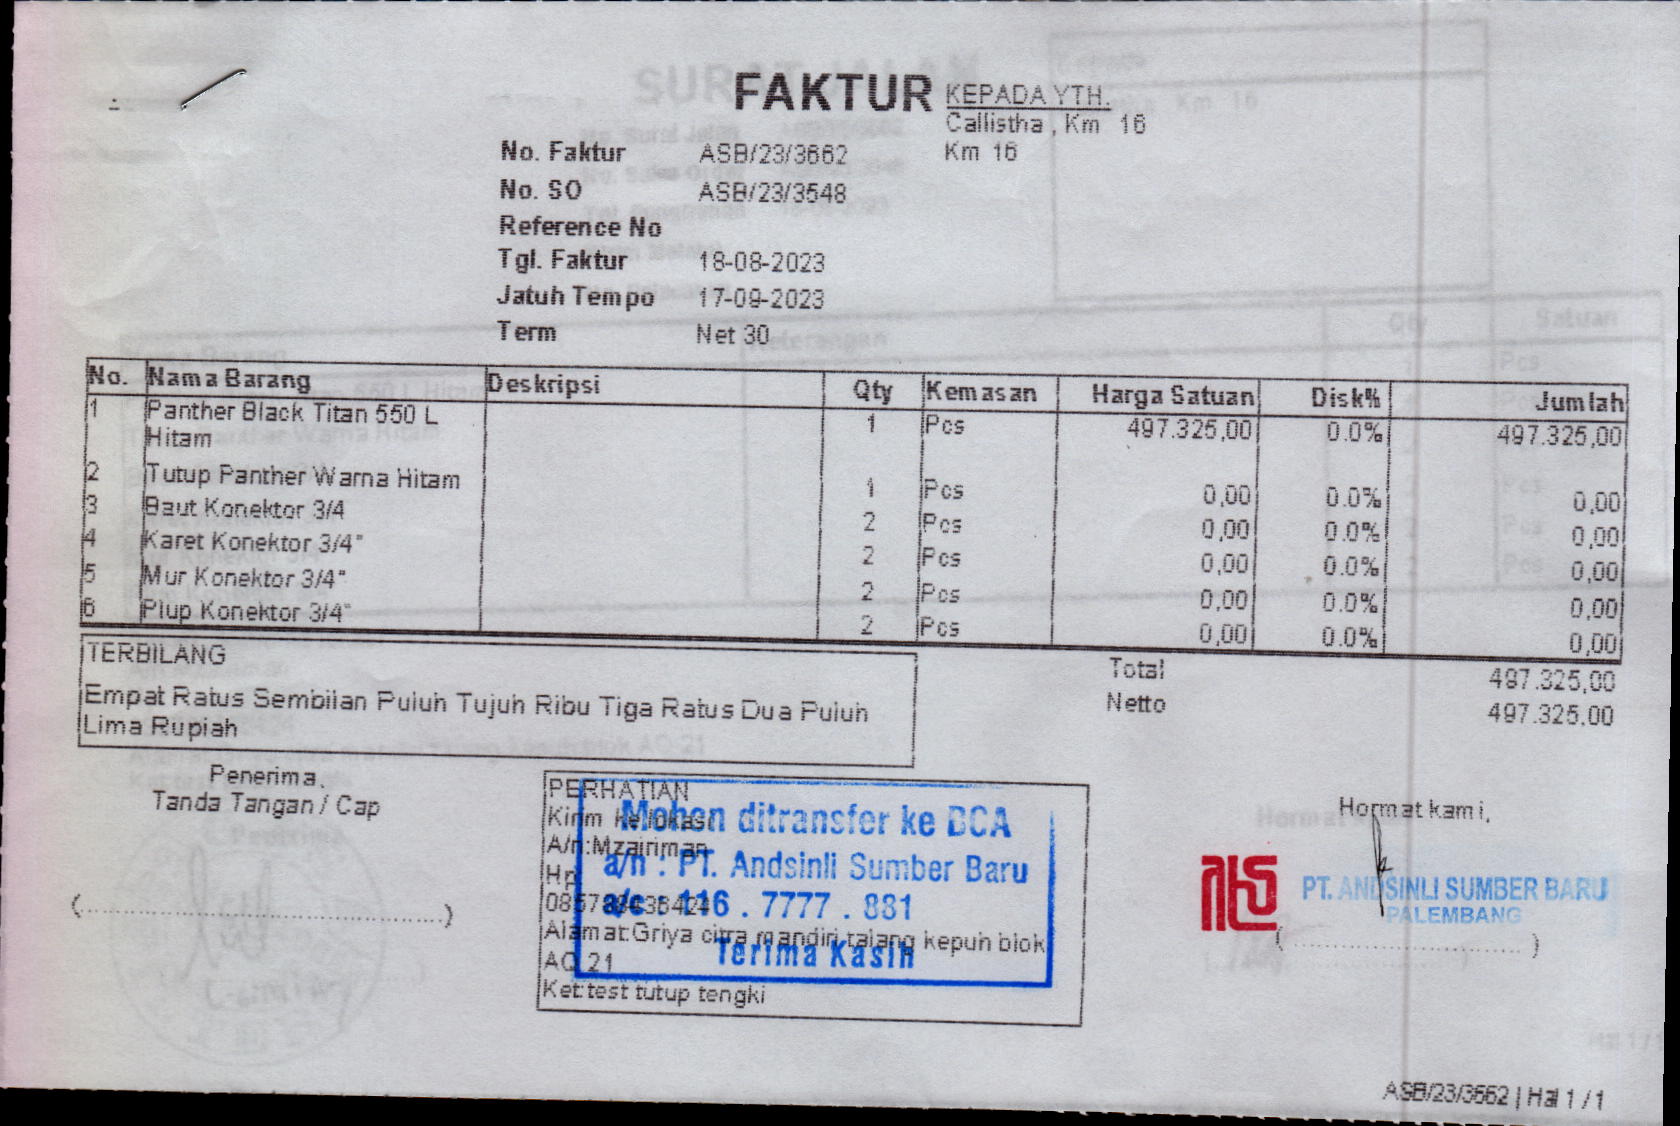 FAKTUR
KEPADA YTH.
Callistha , Km 16
Km 16
No. Faktur ASB/23/3662
No. SO ASB/23/3548
Reference No
Tgl. Faktur 18-08-2023
Jatuh Tempo 17-09-2023
Term Net 30
No. Nama Barang Deskripsi Qty Kemasan Harga Satuan Disk% Jumlah
1 Panther Black Titan 550 L Hitam 1 Pcs 497.325,00 0.0% 497.325,00
2 Tutup Panther Warna Hitam 1 Pcs 0,00 0.0% 0,00
3 Baut Konektor 3/4 2 Pcs 0,00 0.0% 0,00
4 Karet Konektor 3/4" 2 Pcs 0,00 0.0% 0,00
5 Mur Konektor 3/4" 2 Pcs 0,00 0.0% 0,00
6 Plup Konektor 3/4" 2 Pcs 0,00 0.0% 0,00
TERBILANG
Empat Ratus Sembilan Puluh Tujuh Ribu Tiga Ratus Dua Puluh
Lima Rupiah
Total 497.325,00
Netto 497.325,00
Penerima,
Tanda Tangan / Cap
(..............................)
PERHATIAN
Kirim ke lokasi
A/n:Mzairiman
Hp
Alamat:Griya citra mandiri talang kepuh blok
AQ 21
Ket:test tutup tengki
Mohon ditransfer ke BCA
a/n : PT. Andsinli Sumber Baru
a/c : 116 . 7777 . 881
Terima Kasih
Hormat kami,
PT. ANDSINLI SUMBER BARU
PALEMBANG
(..............................)
ASB/23/3662 | Hal 1 / 1